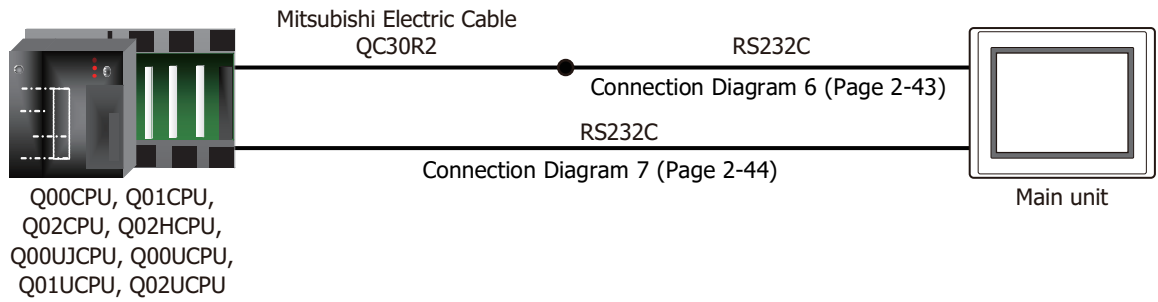 Mitsubishi Electric Cable
QC30R2
RS232C
Connection Diagram 6 (Page 2-43)
RS232C
Connection Diagram 7 (Page 2-44)
Q00CPU, Q01CPU,
Q02CPU, Q02HCPU,
Q00UJCPU, Q00UCPU,
Q01UCPU, Q02UCPU
Main unit